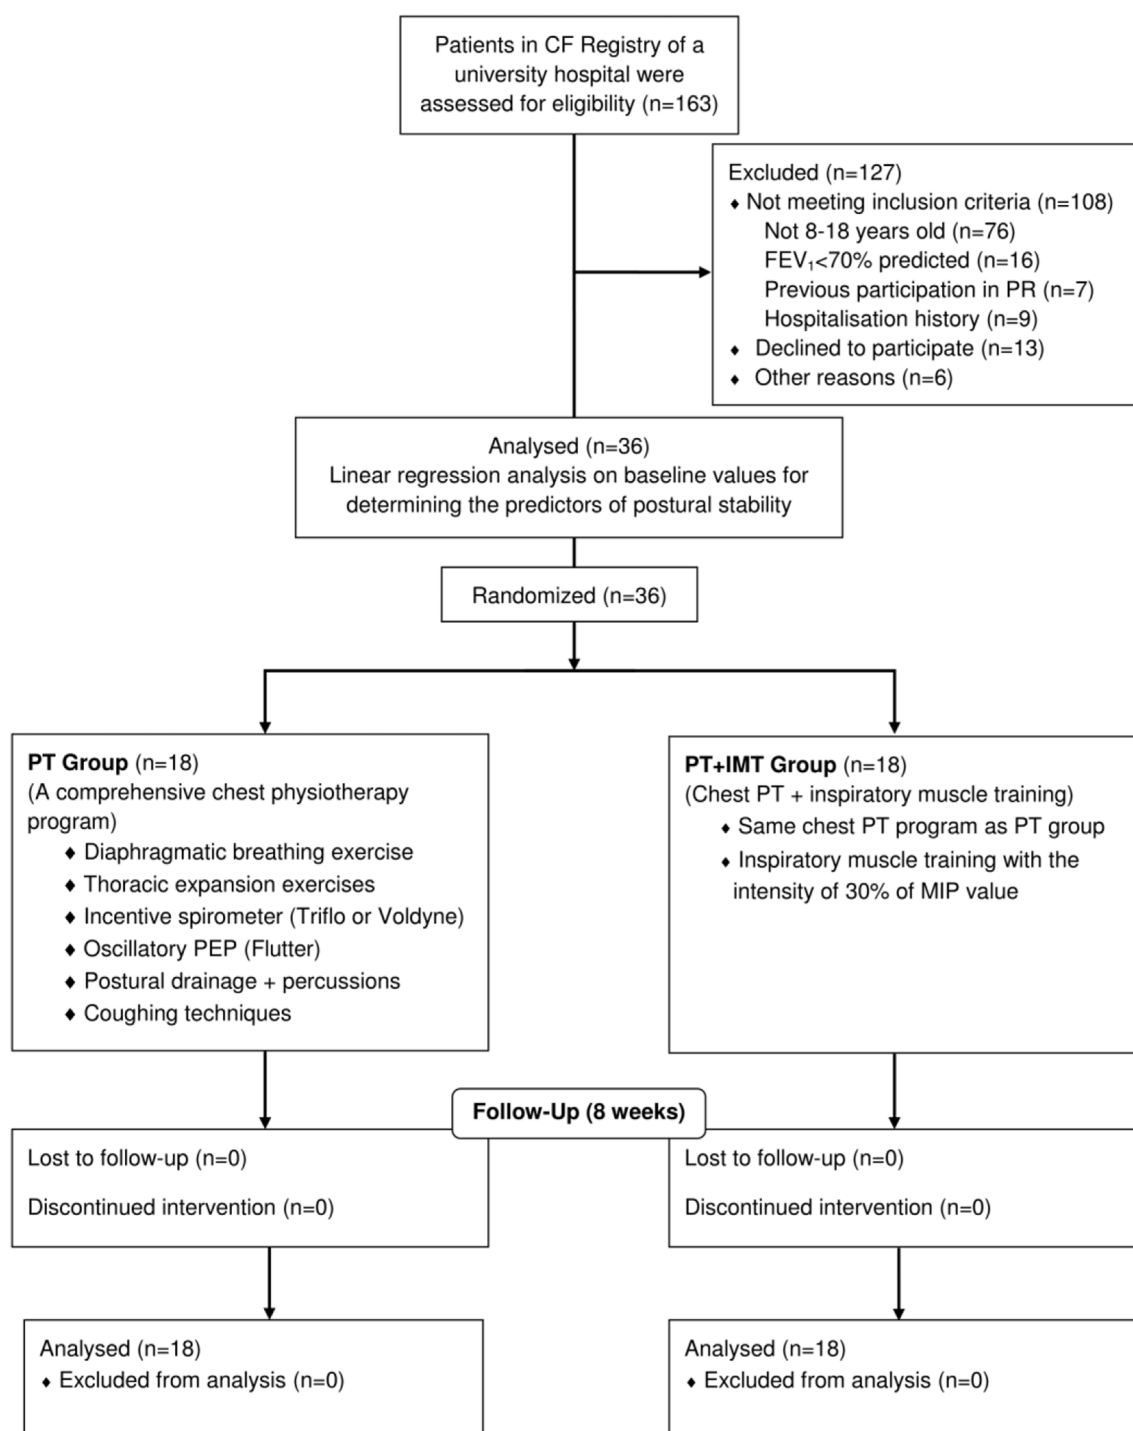 Patients in CF Registry of a
university hospital were
assessed for eligibility (n=163)
Excluded (n=127)
♦ Not meeting inclusion criteria (n=108)
Not 8-18 years old (n=76)
FEV₁<70% predicted (n=16)
Previous participation in PR (n=7)
Hospitalisation history (n=9)
♦ Declined to participate (n=13)
♦ Other reasons (n=6)
Analysed (n=36)
Linear regression analysis on baseline values for
determining the predictors of postural stability
Randomized (n=36)
PT Group (n=18)
(A comprehensive chest physiotherapy
program)
♦ Diaphragmatic breathing exercise
♦ Thoracic expansion exercises
♦ Incentive spirometer (Triflo or Voldyne)
♦ Oscillatory PEP (Flutter)
♦ Postural drainage + percussions
♦ Coughing techniques
PT+IMT Group (n=18)
(Chest PT + inspiratory muscle training)
♦ Same chest PT program as PT group
♦ Inspiratory muscle training with the
intensity of 30% of MIP value
Follow-Up (8 weeks)
Lost to follow-up (n=0)
Discontinued intervention (n=0)
Lost to follow-up (n=0)
Discontinued intervention (n=0)
Analysed (n=18)
♦ Excluded from analysis (n=0)
Analysed (n=18)
♦ Excluded from analysis (n=0)